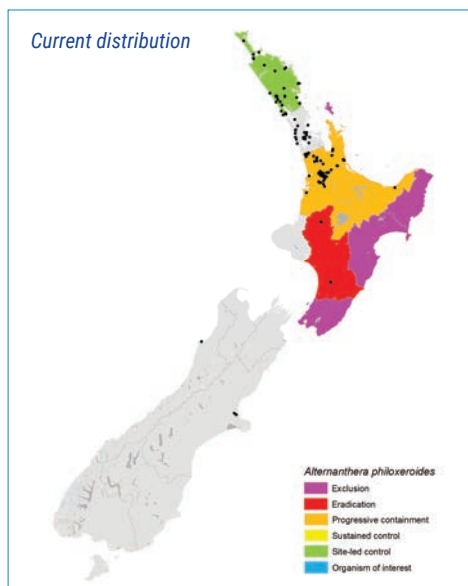 Current distribution
Alternanthera philoxeroides
Exclusion
Eradication
Progressive containment
Sustained control
Site-led control
Organism of interest